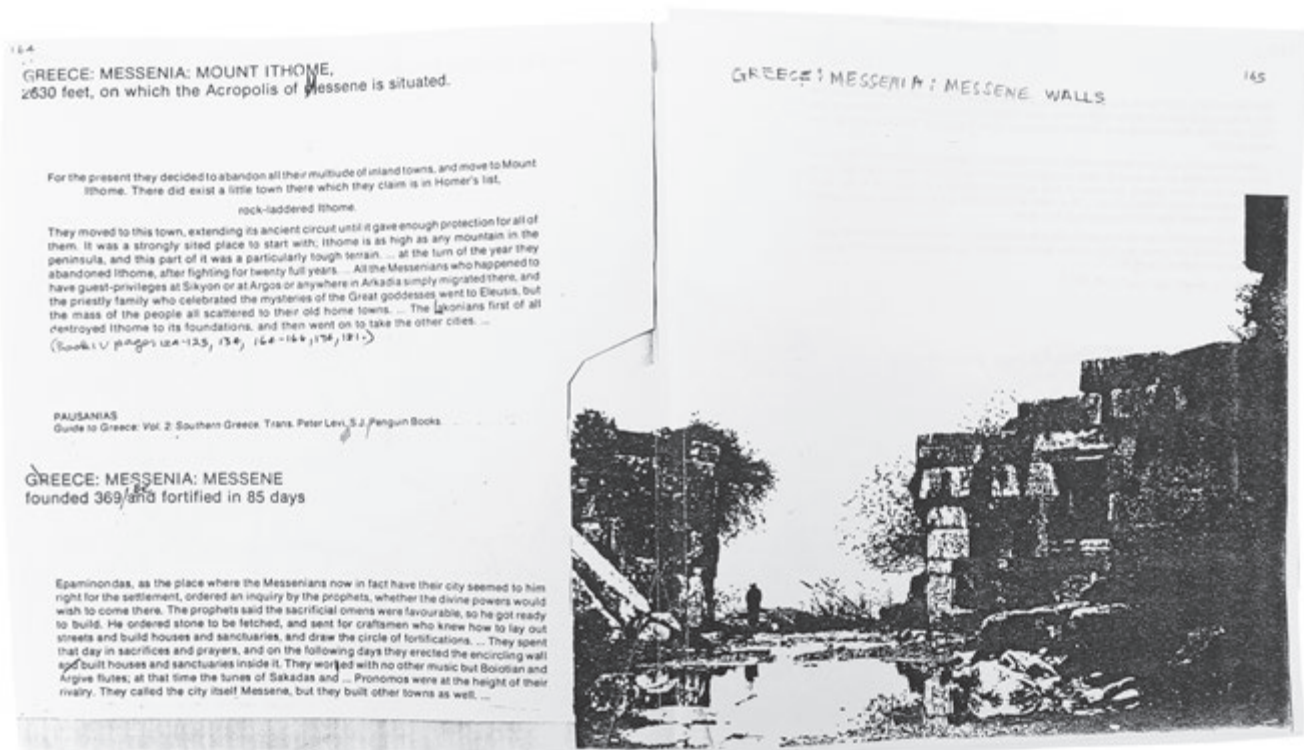 164
GREECE: MESSENIA: MOUNT ITHOME,
2630 feet, on which the Acropolis of Messene is situated.
For the present they decided to abandon all their multiude of inland towns, and move to Mount
Ithome. There did exist a little town there which they claim is in Homer's list,
rock-laddered Ithome.
They moved to this town, extending its ancient circuit until it gave enough protection for all of
them. It was a strongly sited place to start with; Ithome is as high as any mountain in the
peninsula, and this part of it was a particularly tough terrain. ... at the turn of the year they
abandoned Ithome, after fighting for twenty full years. ... All the Messenians who happened to
have guest-privileges at Sikyon or at Argos or anywhere in Arkadia simply migrated there, and
the priestly family who celebrated the mysteries of the Great goddesses went to Eleusis, but
the mass of the people all scattered to their old home towns. ... The Lakonians first of all
destroyed Ithome to its foundations, and then went on to take the other cities. ...
pages 134, 164-166,
PAUSANIAS
Guide to Greece: Vol. 2: Southern Greece. Trans. Peter Levi, S.J. Penguin Books.
GREECE: MESSENIA: MESSENE
founded 369/ and fortified in 85 days
Epaminondas, as the place where the Messenians now in fact have their city seemed to him
right for the settlement, ordered an inquiry by the prophets, whether the divine powers would
wish to come there. The prophets said the sacrificial omens were favourable, so he got ready
to build. He ordered stone to be fetched, and sent for craftsmen who knew how to lay out
streets and build houses and sanctuaries, and draw the circle of fortifications. ... They spent
that day in sacrifices and prayers, and on the following days they erected the encircling wall
and built houses and sanctuaries inside it. They worked with no other music but Boiotian and
Argive flutes; at that time the tunes of Sakadas and ... Pronomos were at the height of their
rivalry. They called the city itself Messene, but they built other towns as well. ...
GREECE: MESSENIA: MESSENE WALLS
165